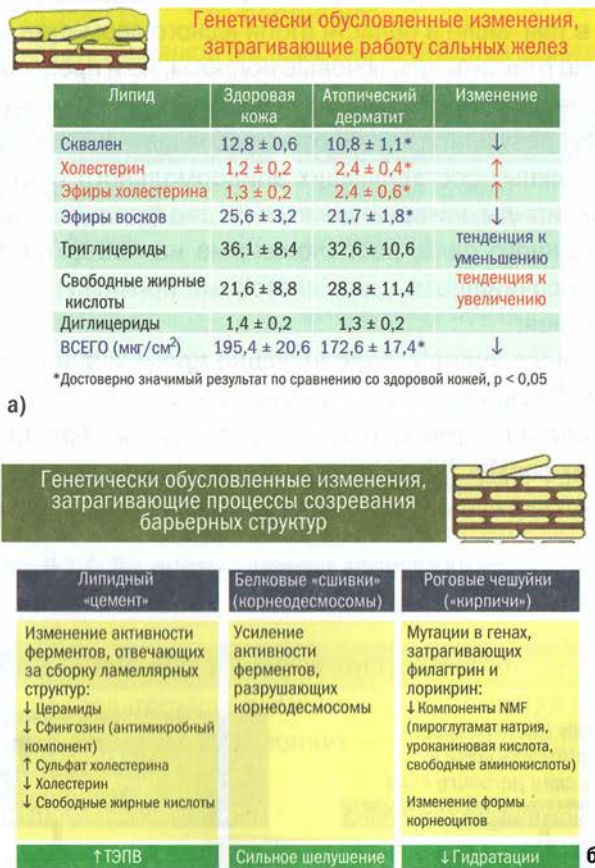 Генетически обусловленные изменения,
затрагивающие работу сальных желез
Липид Здоровая кожа Атопический дерматит Изменение
Сквален 12,8 ± 0,6 10,8 ± 1,1* ↓
Холестерин 1,2 ± 0,2 2,4 ± 0,4* ↑
Эфиры холестерина 1,3 ± 0,2 2,4 ± 0,6* ↑
Эфиры восков 25,6 ± 3,2 21,7 ± 1,8* ↓
Триглицериды 36,1 ± 8,4 32,6 ± 10,6 тенденция к уменьшению
Свободные жирные кислоты 21,6 ± 8,8 28,8 ± 11,4 тенденция к увеличению
Диглицериды 1,4 ± 0,2 1,3 ± 0,2
ВСЕГО (мкг/см²) 195,4 ± 20,6 172,6 ± 17,4* ↓
*Достоверно значимый результат по сравнению со здоровой кожей, p < 0,05
а)
Генетически обусловленные изменения,
затрагивающие процессы созревания
барьерных структур
Липидный
«цемент»
Изменение активности
ферментов, отвечающих
за сборку ламеллярных
структур:
↓ Церамиды
↓ Сфингозин (антимикробный
компонент)
↑ Сульфат холестерина
↓ Холестерин
↓ Свободные жирные кислоты
↑ ТЭПВ
Белковые «сшивки»
(корнеодесмосомы)
Усиление
активности
ферментов,
разрушающих
корнеодесмосомы
Сильное шелушение
Роговые чешуйки
(«кирпичи»)
Мутации в генах,
затрагивающих
филаггрин и
лорикрин:
↓ Компоненты NMF
(пироглутамат натрия,
уроканиновая кислота,
свободные аминокислоты)
Изменение формы
корнеоцитов
↓ Гидратации
б